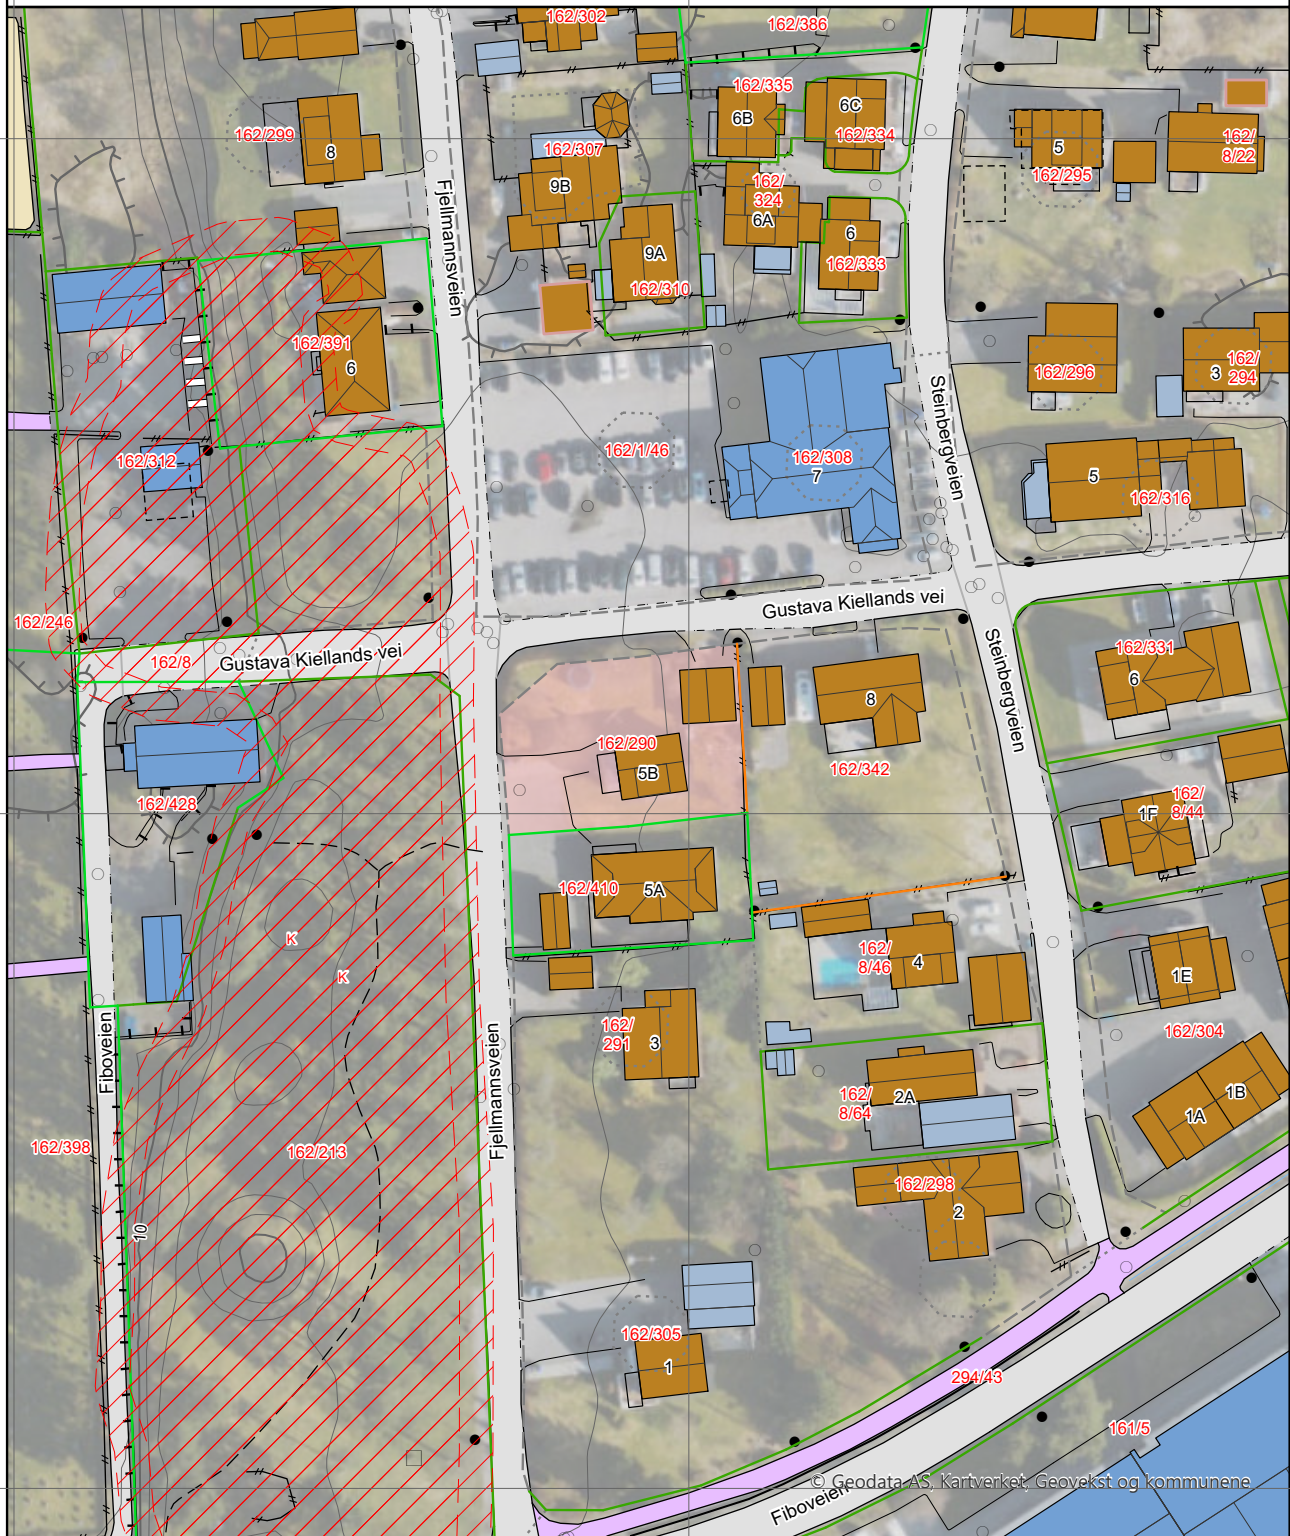 162/302
162/386
162/335
6B
6C
162/334
162/299
8
162/307
9B
5
162/295
162/
8/22
162/
324
6A
Fjellmannsveien
9A
162/310
6
162/333
162/391
6
162/296
3
162/
294
Steinbergveien
162/1/46
162/308
7
162/312
5
162/316
Gustava Kiellands vei
162/246
162/8
Gustava Kiellands vei
Steinbergveien
162/331
6
8
162/290
5B
162/342
162/428
162/
8/44
1F
162/410
5A
K
K
162/
8/46
4
1E
Fiboveien
Fjellmannsveien
162/
291
3
162/304
162/
8/64
2A
1B
1A
162/398
162/213
162/298
2
10
162/305
1
294/43
161/5
© Geodata AS, Kartverket, Geovekst og kommunene
Fiboveien